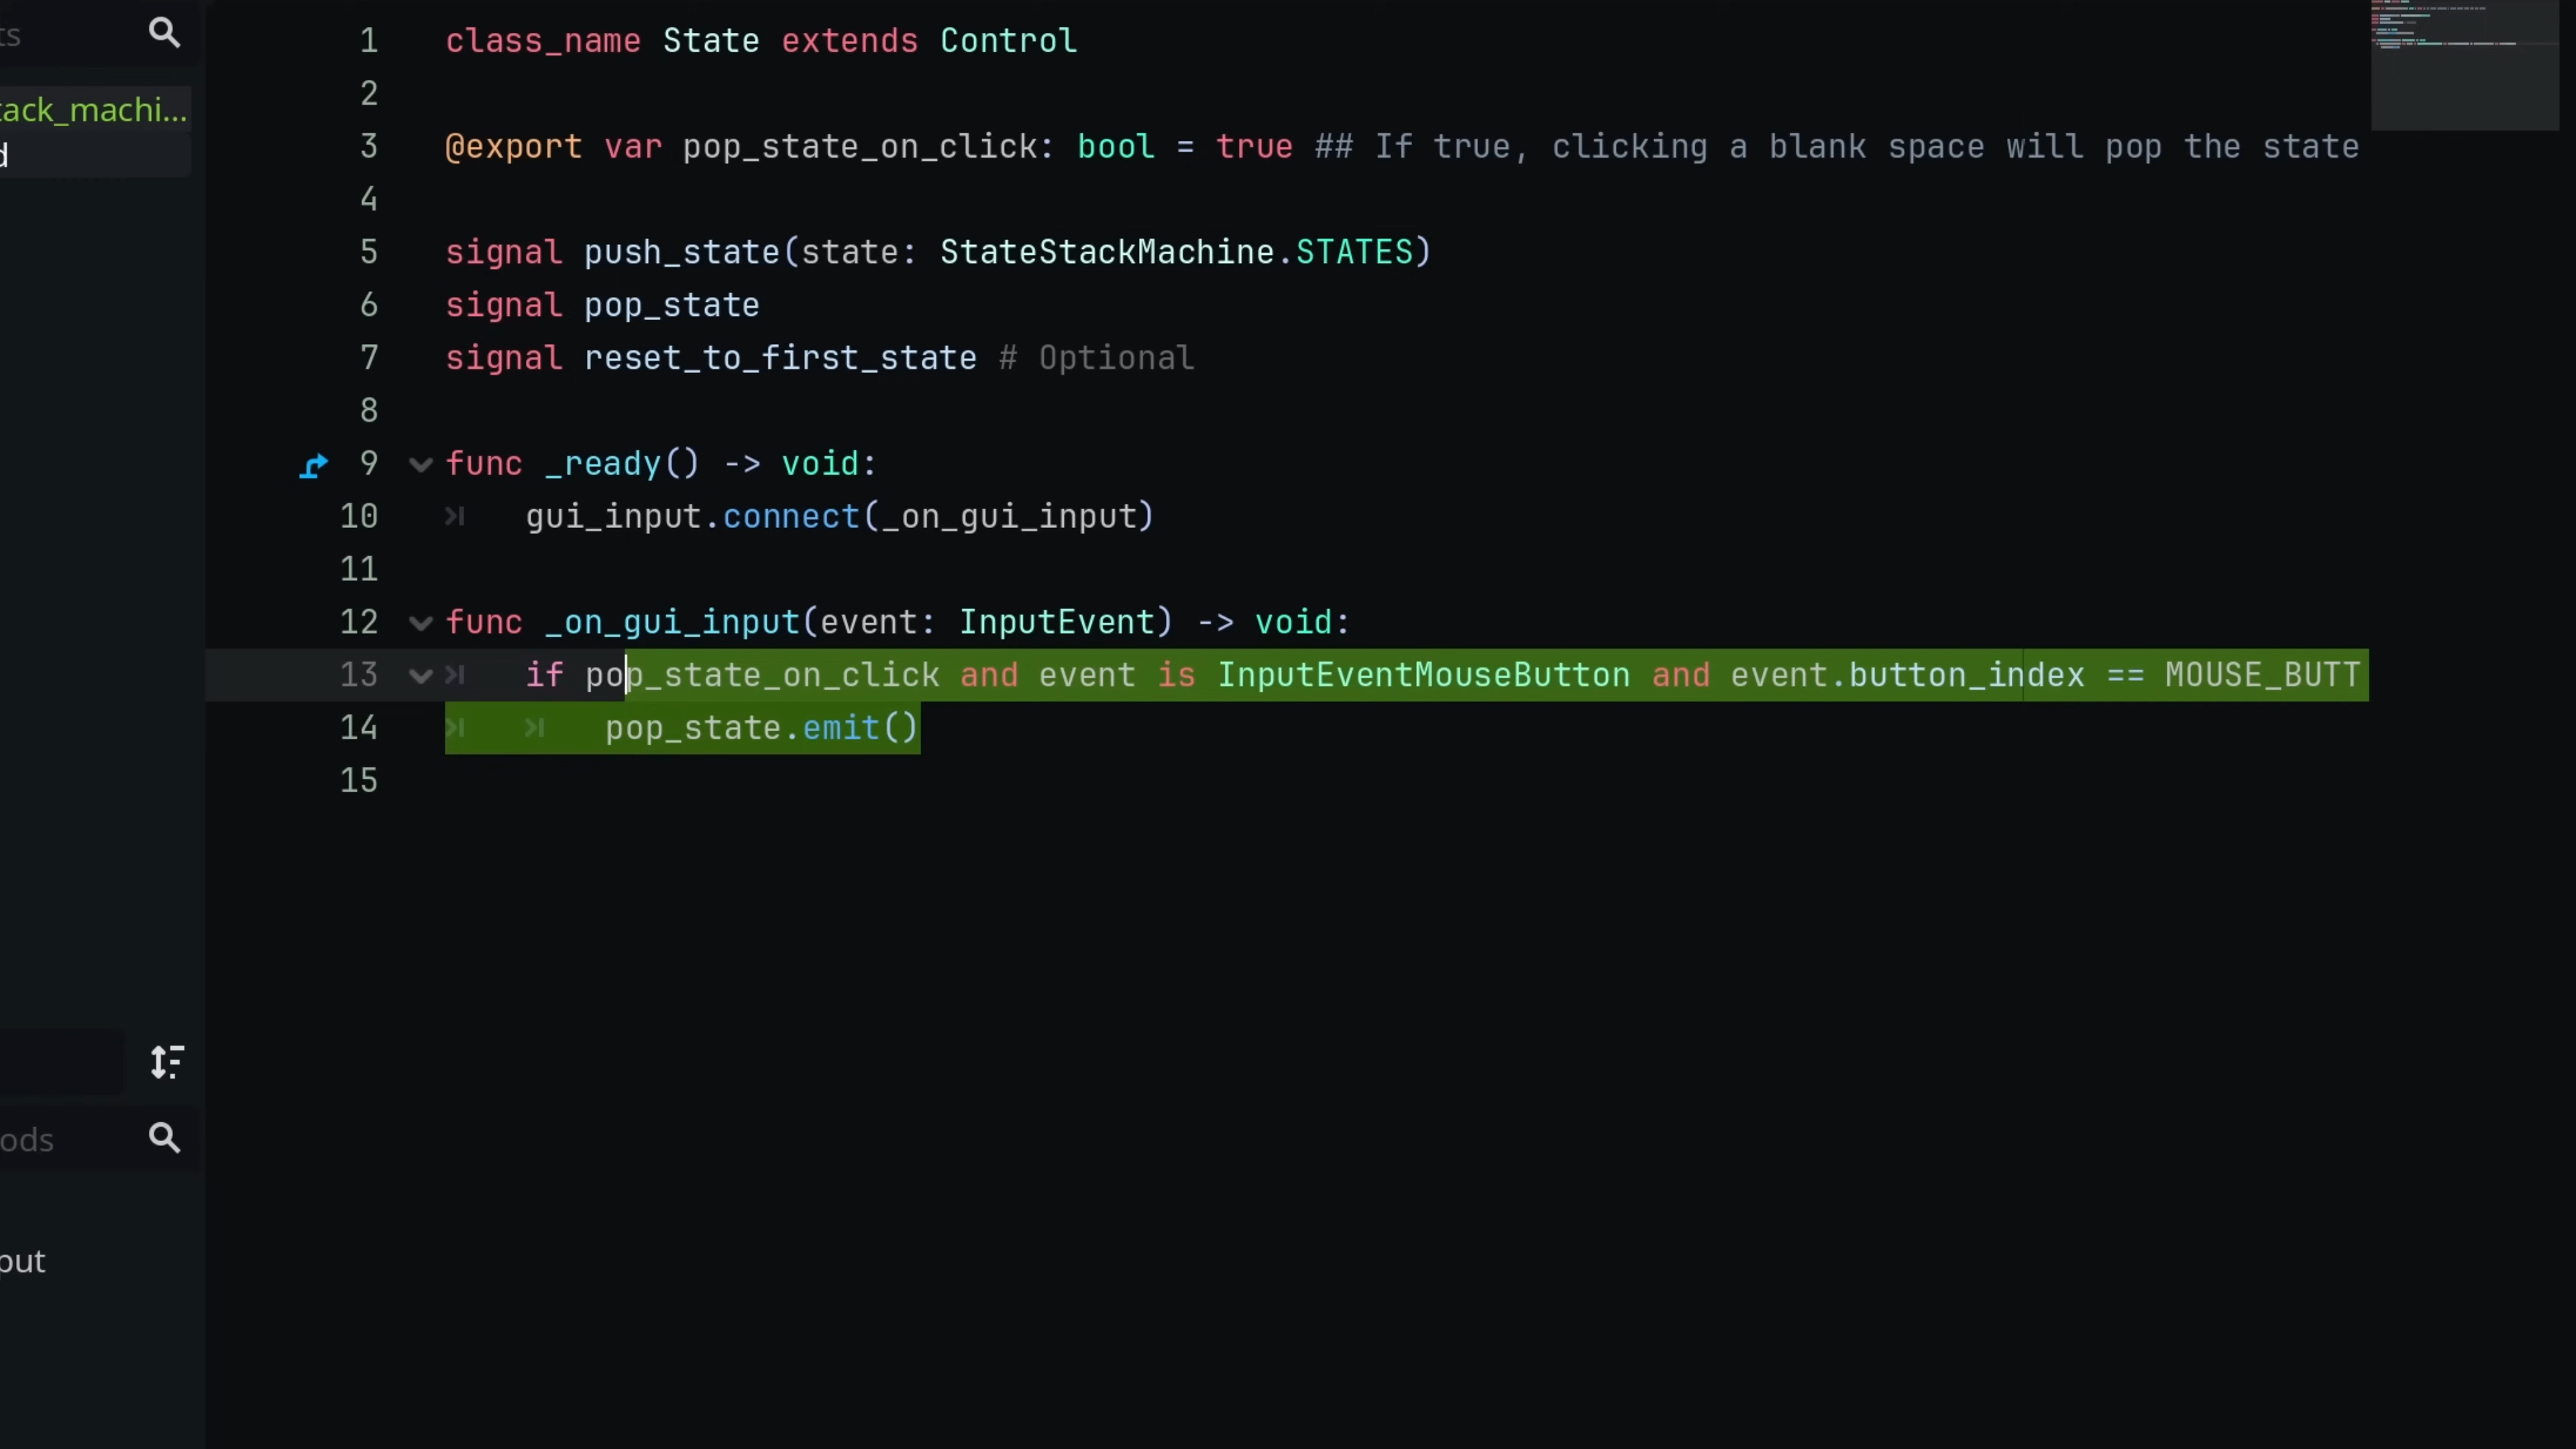 ts
tack_machi...
d
1 class_name State extends Control
2
3 @export var pop_state_on_click: bool = true ## If true, clicking a blank space will pop the state
4
5 signal push_state(state: StateStackMachine.STATES)
6 signal pop_state
7 signal reset_to_first_state # Optional
8
9 func _ready() -> void:
10 gui_input.connect(_on_gui_input)
11
12 func _on_gui_input(event: InputEvent) -> void:
13 if pop_state_on_click and event is InputEventMouseButton and event.button_index == MOUSE_BUTT
14 pop_state.emit()
15
ods
put